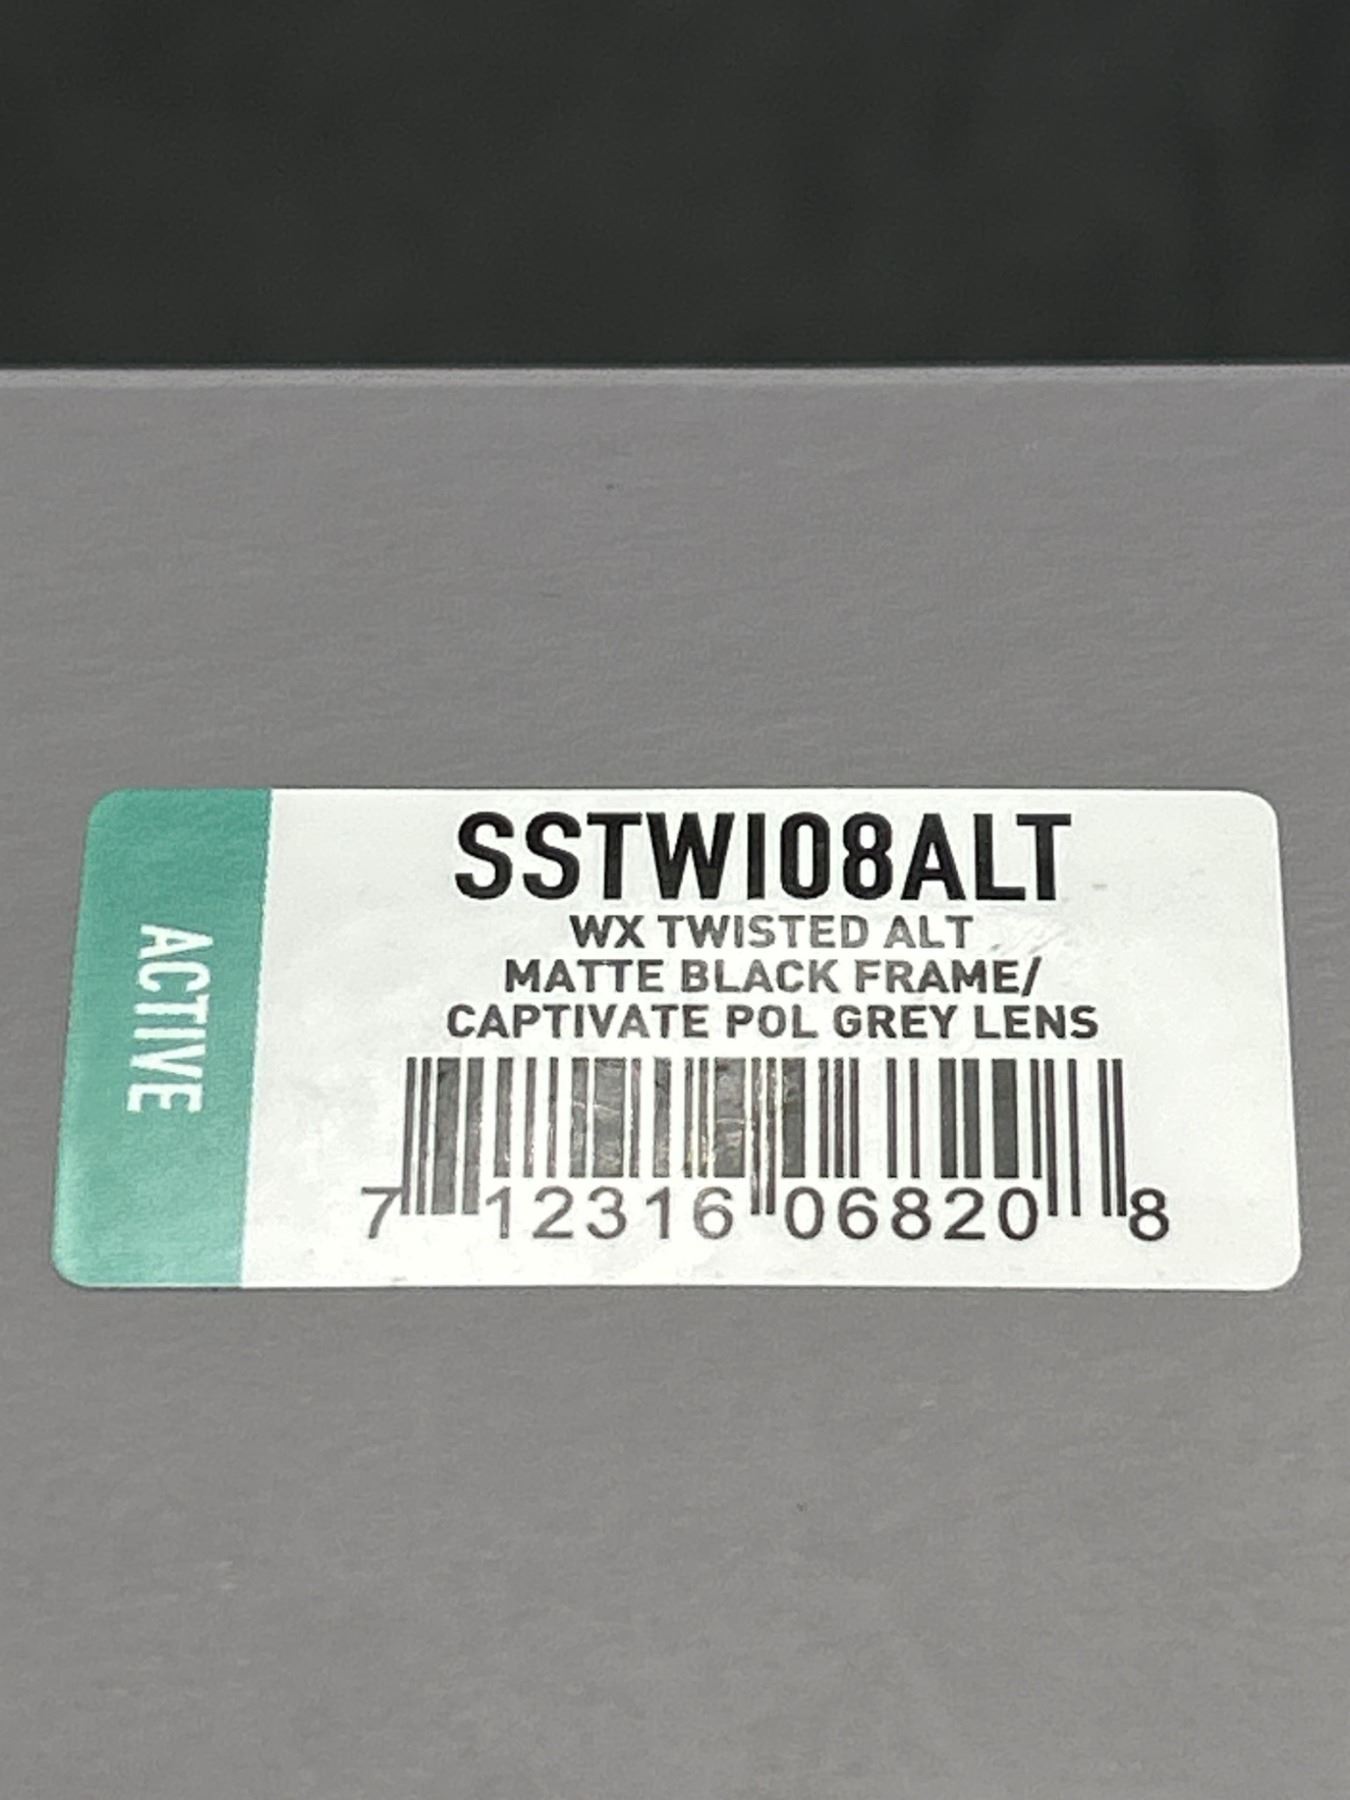 ACTIVE
SSTWI08ALT
WX TWISTED ALT
MATTE BLACK FRAME/
CAPTIVATE POL GREY LENS
7 12316 06820 8